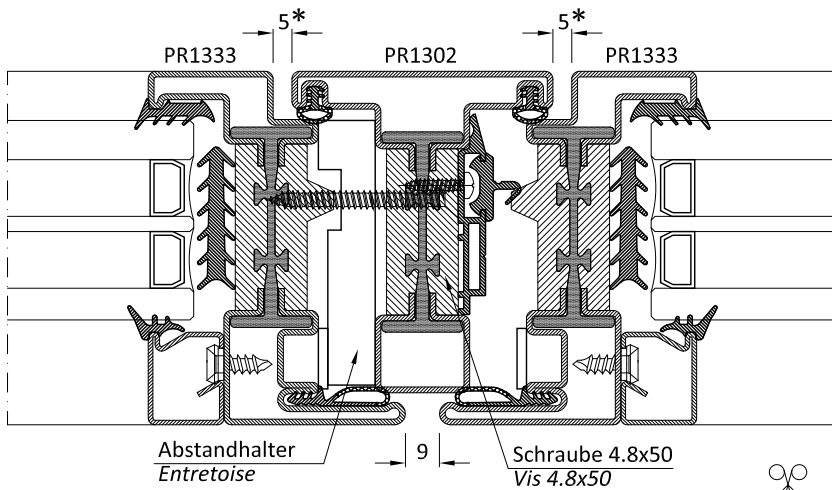 5* 5*
PR1333 PR1302 PR1333
Abstandhalter
Entretoise
9
Schraube 4.8x50
Vis 4.8x50